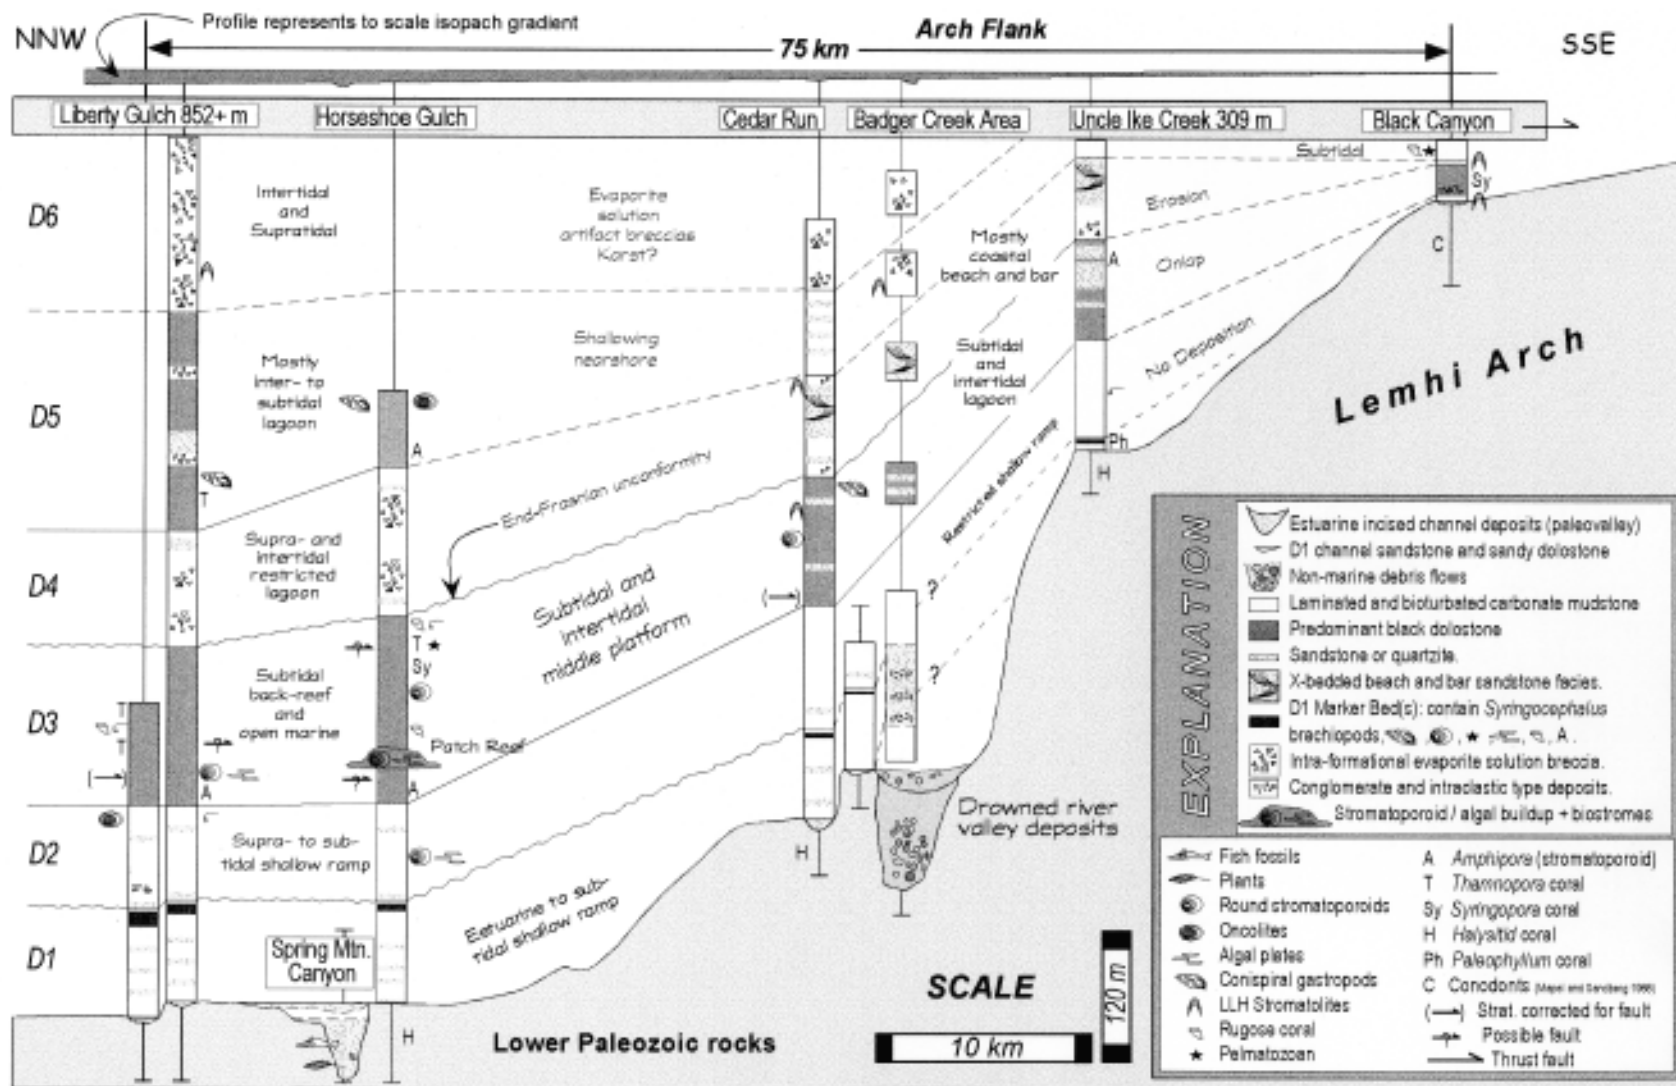 Profile represents to scale isopach gradient
NNW
Arch Flank
75 km
SSE
Liberty Gulch 852+ m
Horseshoe Gulch
Cedar Run
Badger Creek Area
Uncle Ike Creek 309 m
Black Canyon
D6
D5
D4
D3
D2
D1
Intertidal
and
Supratidal
Evaporite
solution
artifact breccias
Karst?
Mostly
coastal
beach and bar
Subtidal
Erosion
Onlap
No Deposition
Sy
C
A
Ph
H
Mostly
inter- to
subtidal
lagoon
Shallowing
nearshore
Subtidal
and
intertidal
lagoon
Restricted shallow ramp
Lemhi Arch
T
A
End-Frasnian unconformity
Supra- and
intertidal
restricted
lagoon
Subtidal and
intertidal
middle platform
?
?
T
Sy
Subtidal
back-reef
and
open marine
Patch Reef
T
T
A
A
Supra- to sub-
tidal shallow ramp
Estuarine to sub-
tidal shallow ramp
H
Drowned river
valley deposits
Spring Mtn.
Canyon
H
Lower Paleozoic rocks
SCALE
10 km
120 m
EXPLANATION
Estuarine incised channel deposits (paleovalley)
D1 channel sandstone and sandy dolostone
Non-marine debris flows
Laminated and bioturbated carbonate mudstone
Predominant black dolostone
Sandstone or quartzite.
X-bedded beach and bar sandstone facies.
D1 Marker Bed(s): contain Syringocephalus
brachiopods, , , , , , A .
Intra-formational evaporite solution breccia.
Conglomerate and intraclastic type deposits.
Stromatoporoid / algal buildup + biostromes
Fish fossils
Plants
Round stromatoporoids
Oncolites
Algal plates
Conispiral gastropods
LLH Stromatolites
Rugose coral
Pelmatozoan
A Amphipora (stromatoporoid)
T Thamnopora coral
Sy Syringopora coral
H Halysitid coral
Ph Paleophyllum coral
C Conodonts (Mapel and Sandberg 1968)
Strat. corrected for fault
Possible fault
Thrust fault